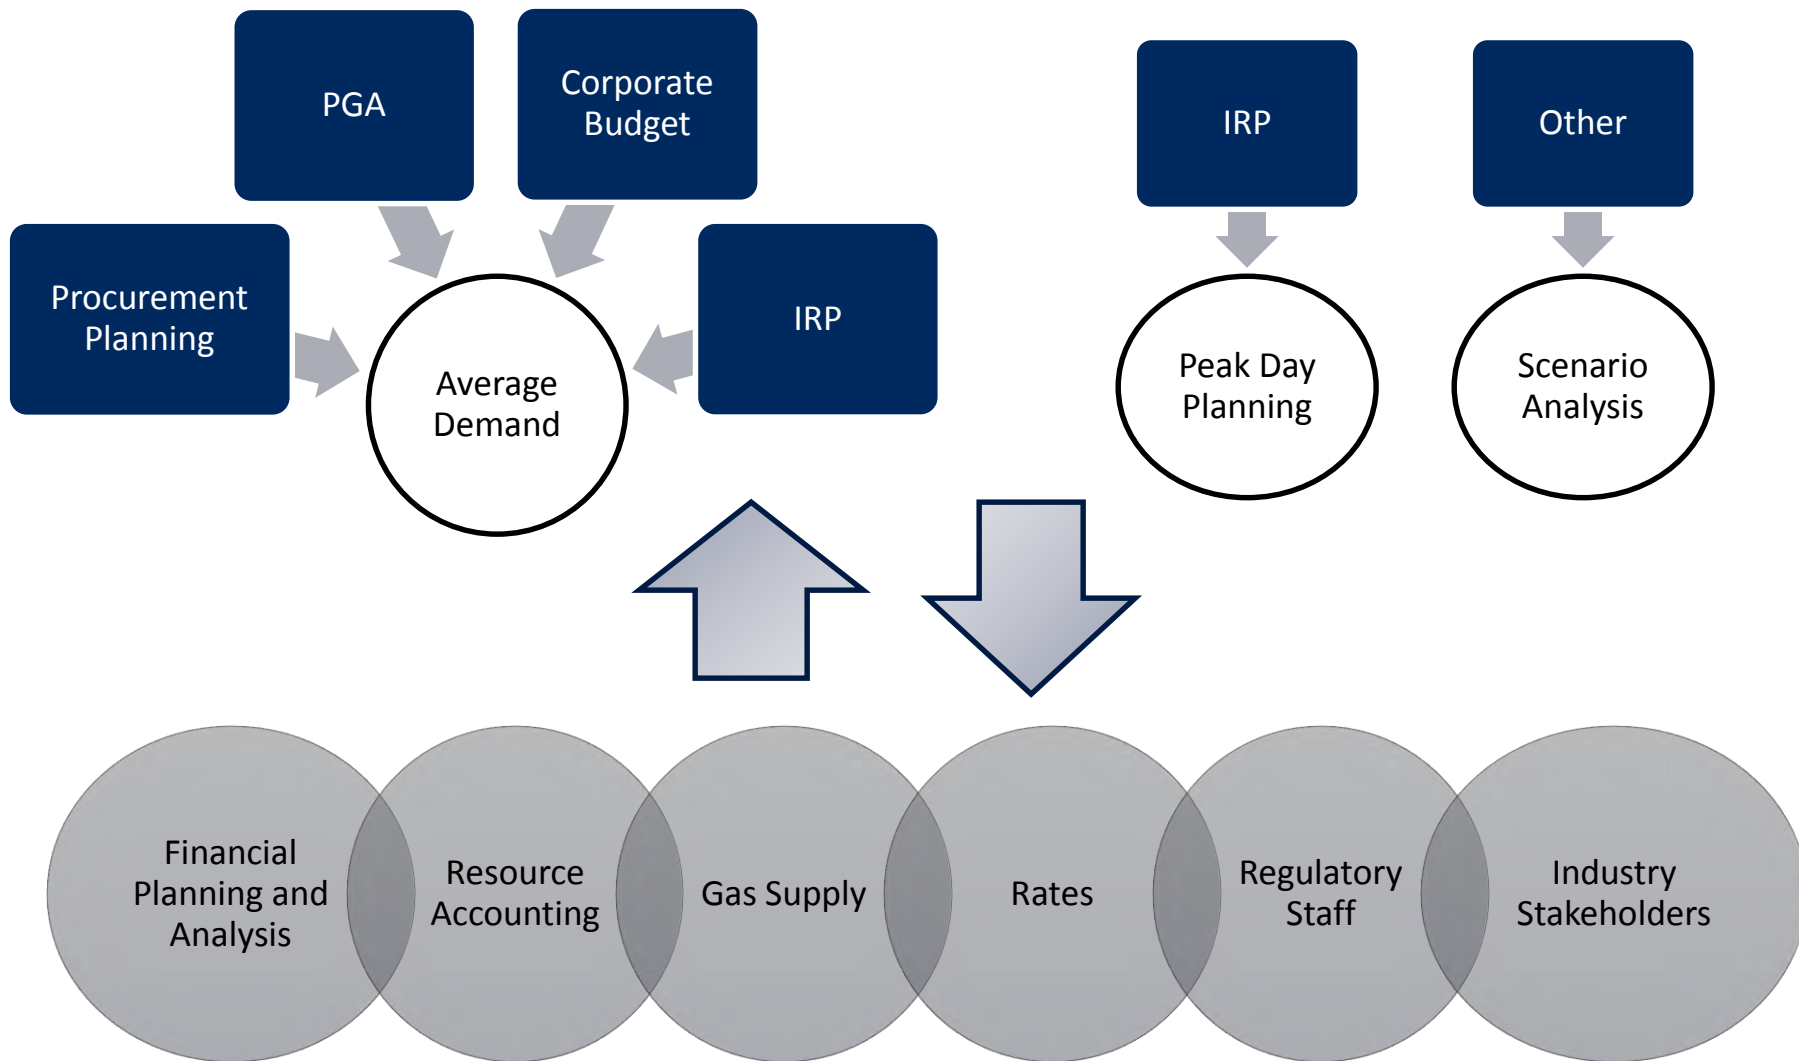 PGA
Corporate
Budget
IRP
Other
Procurement
Planning
IRP
Average
Demand
Peak Day
Planning
Scenario
Analysis
Financial
Planning and
Analysis
Resource
Accounting
Gas Supply
Rates
Regulatory
Staff
Industry
Stakeholders